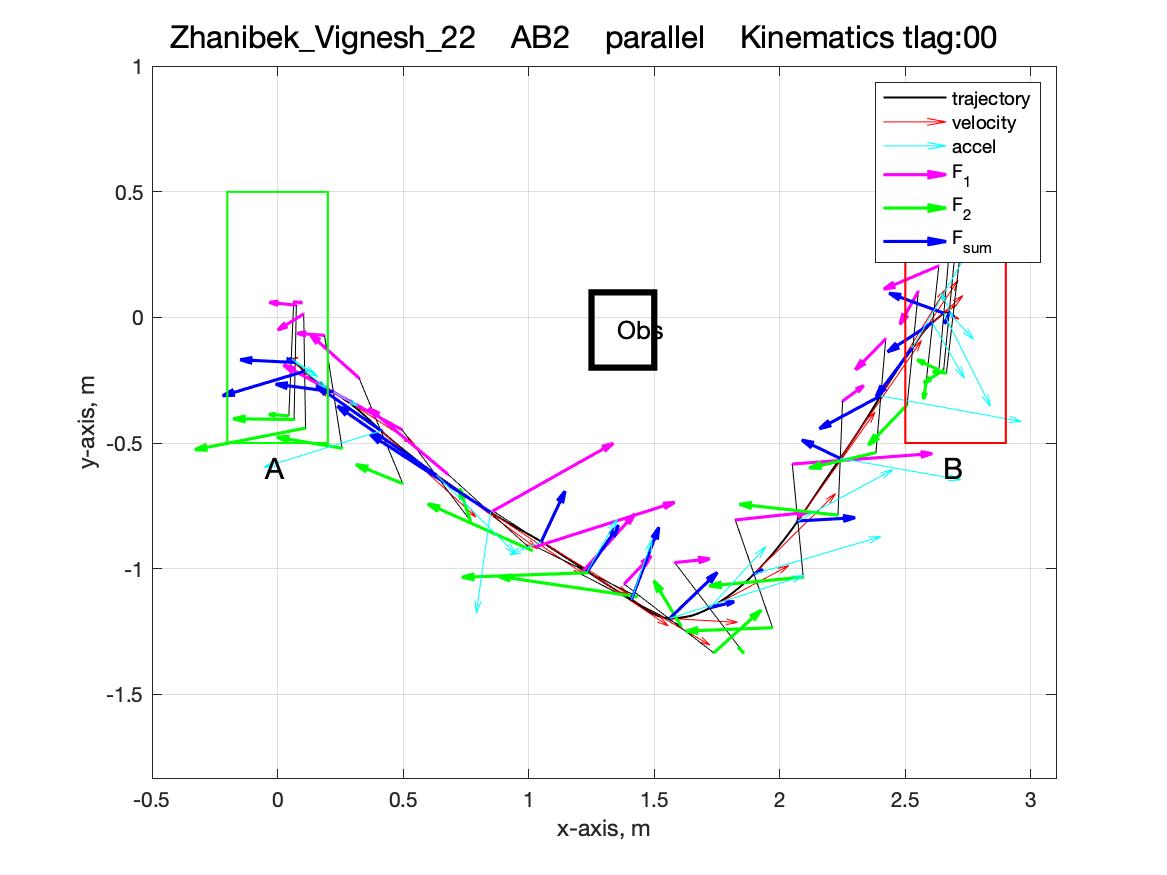 Zhanibek_Vignesh_22 AB2 parallel Kinematics tlag:00
trajectory
velocity
accel
F1
F2
Fsum
1
0.5
0
-0.5
-1
-1.5
y-axis, m
Obs
A
B
-0.5 0 0.5 1 1.5 2 2.5 3
x-axis, m